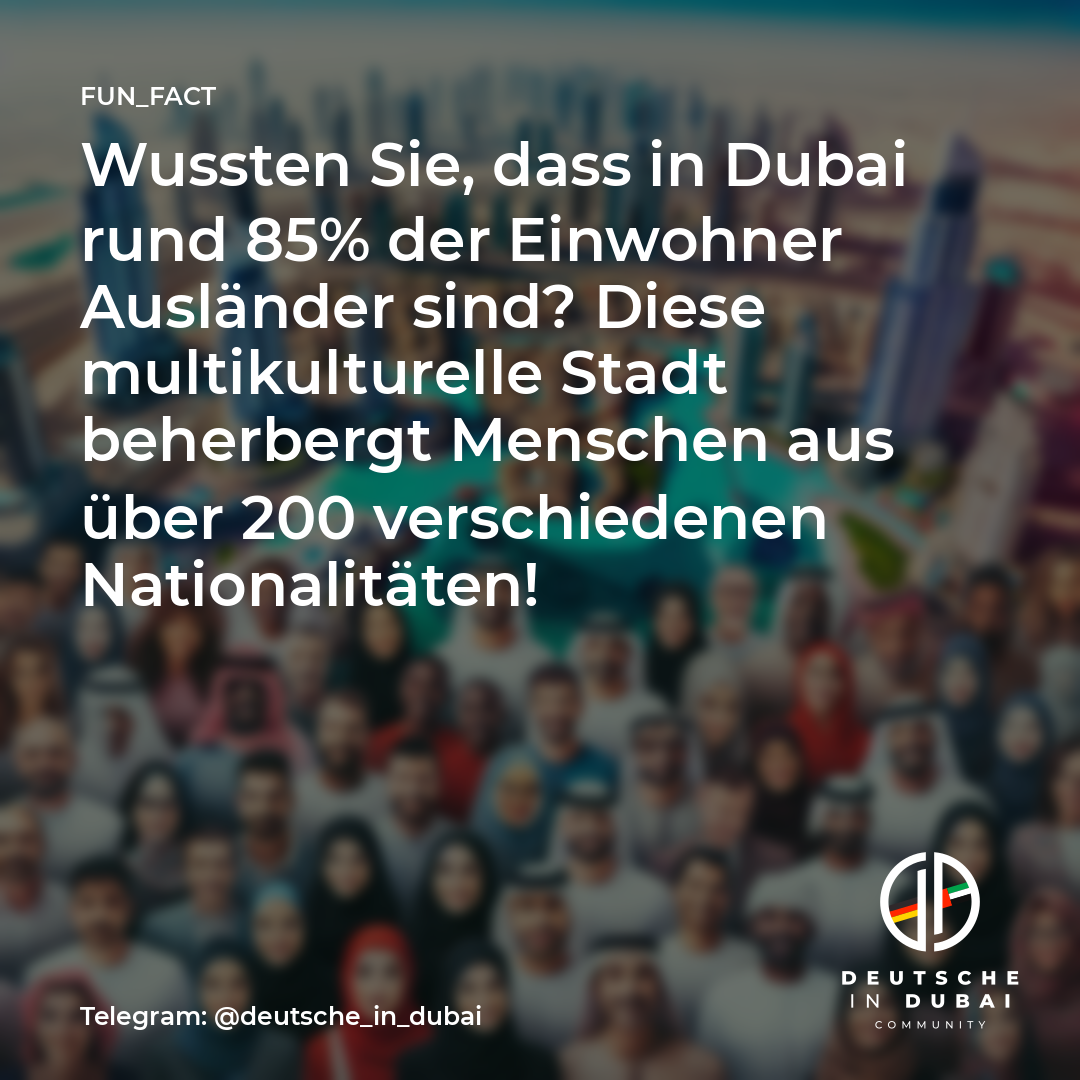 FUN_FACT
Wussten Sie, dass in Dubai
rund 85% der Einwohner
Ausländer sind? Diese
multikulturelle Stadt
beherbergt Menschen aus
über 200 verschiedenen
Nationalitäten!
DEUTSCHE
IN DUBAI
COMMUNITY
Telegram: @deutsche_in_dubai